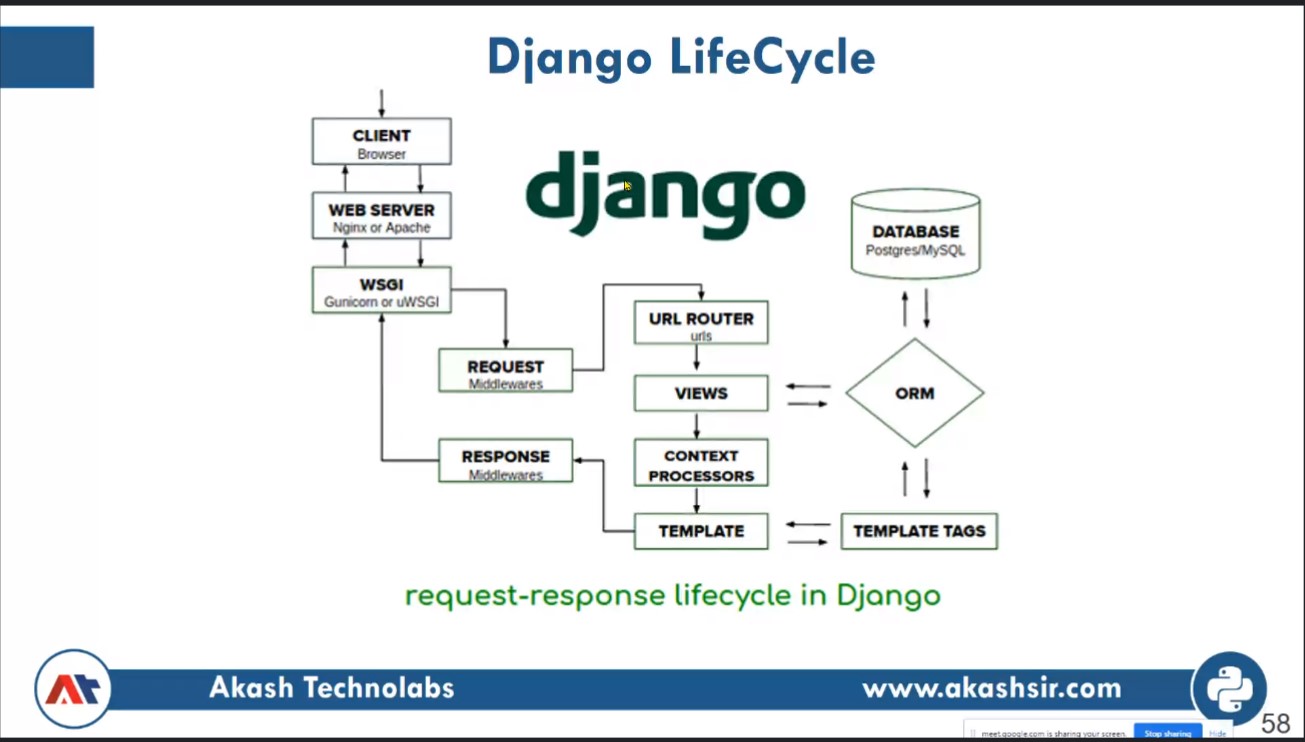 Django LifeCycle
CLIENT
Browser
WEB SERVER
Nginx or Apache
WSGI
Gunicorn or uWSGI
django
DATABASE
Postgres/MySQL
URL ROUTER
urls
REQUEST
Middlewares
VIEWS
ORM
RESPONSE
Middlewares
CONTEXT
PROCESSORS
TEMPLATE
TEMPLATE TAGS
request-response lifecycle in Django
AT
Akash Technolabs
www.akashsir.com
meet.google.com is sharing your screen.
Stop sharing
Hide
58